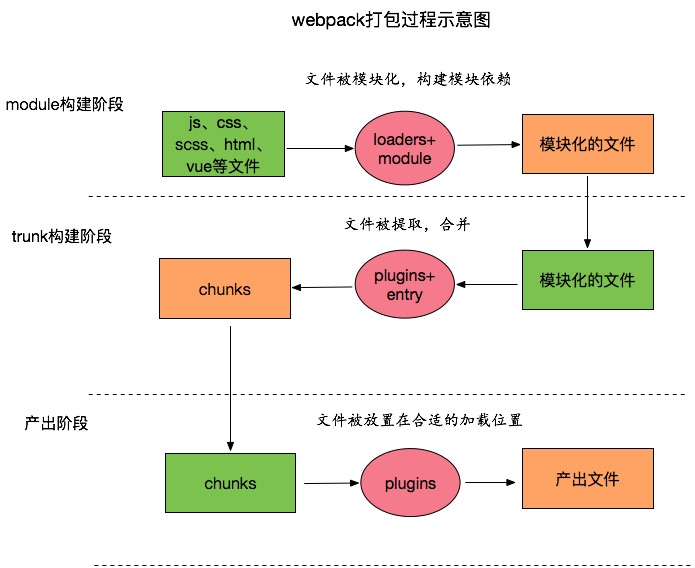 webpack打包过程示意图
文件被模块化，构建模块依赖
module构建阶段
js、css、
scss、html、
vue等文件
loaders+
module
模块化的文件
文件被提取，合并
trunk构建阶段
chunks
plugins+
entry
模块化的文件
文件被放置在合适的加载位置
产出阶段
chunks
plugins
产出文件